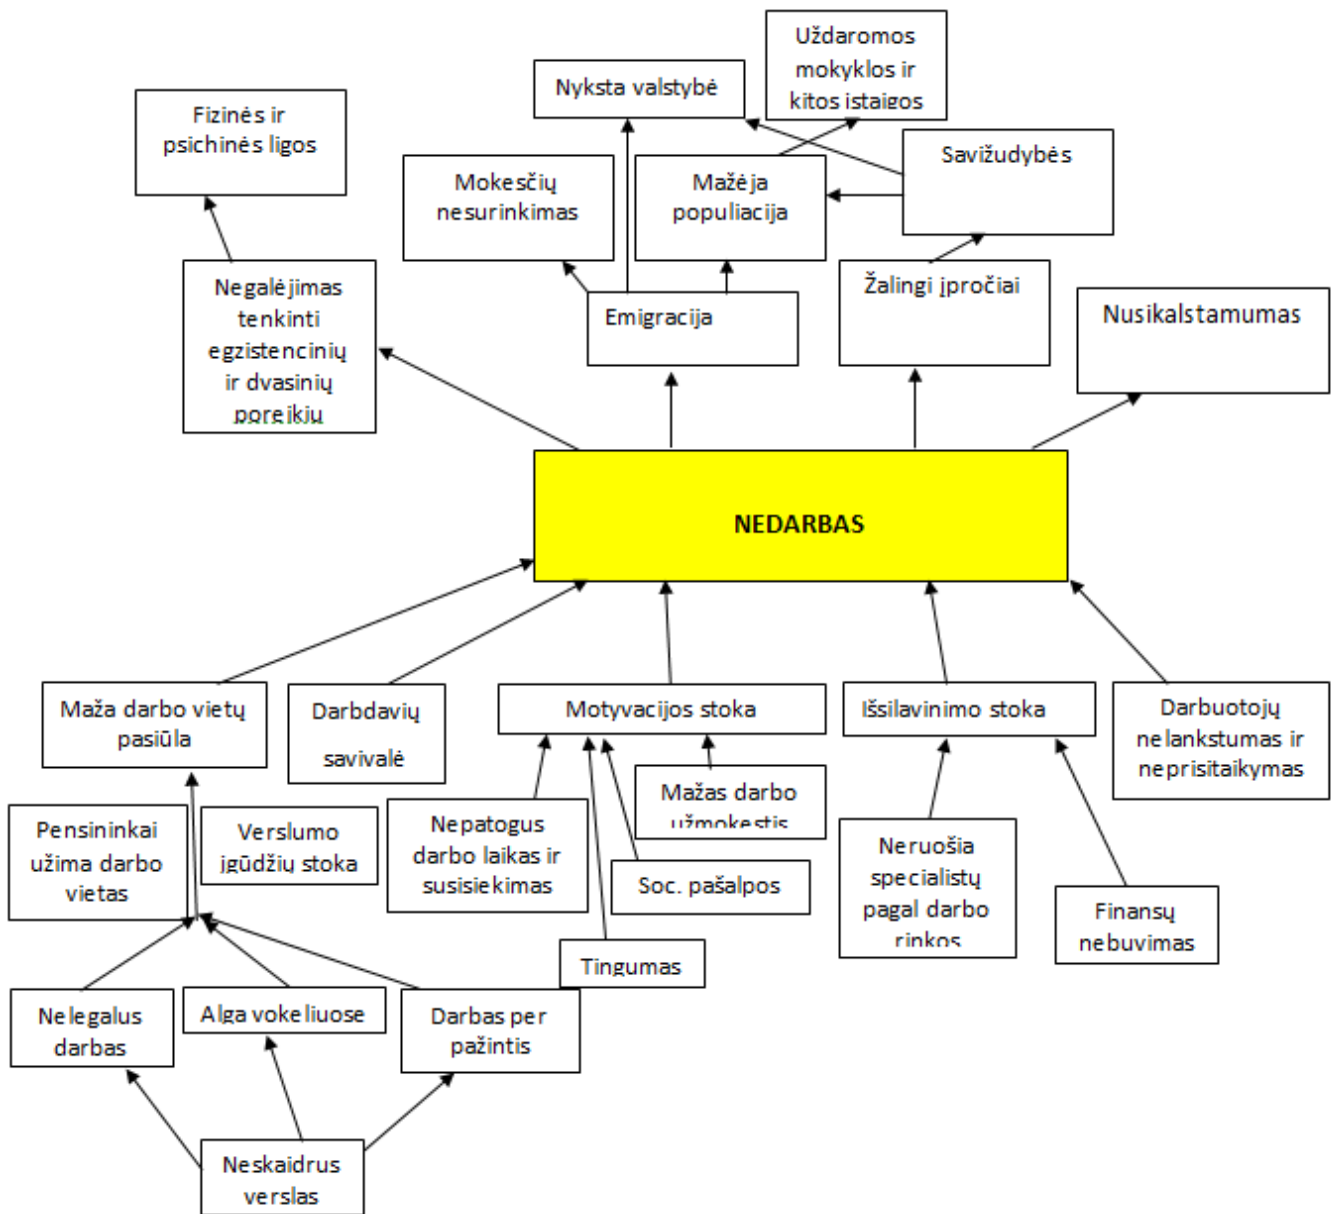 Uždaromos
mokyklos ir
kitos įstaigos
Nyksta valstybė
Fizinės ir
psichinės ligos
Savižudybės
Mokesčių
nesurinkimas
Mažėja
populiacija
Negalėjimas
tenkinti
egzistencinių
ir dvasinių
poreikių
Emigracija
Žalingi įpročiai
Nusikalstamumas
NEDARBAS
Maža darbo vietų
pasiūla
Darbdavių
savivalė
Motyvacijos stoka
Išsilavinimo stoka
Darbuotojų
nelankstumas ir
neprisitaikymas
Pensininkai
užima darbo
vietas
Verslumo
įgūdžių stoka
Nepatogus
darbo laikas ir
susisiekimas
Mažas darbo
užmokestis
Soc. pašalpos
Neruošia
specialistų
pagal darbo
rinkos
Finansų
nebuvimas
Tingumas
Nelegalus
darbas
Alga vokeliuose
Darbas per
pažintis
Neskaidrus
verslas